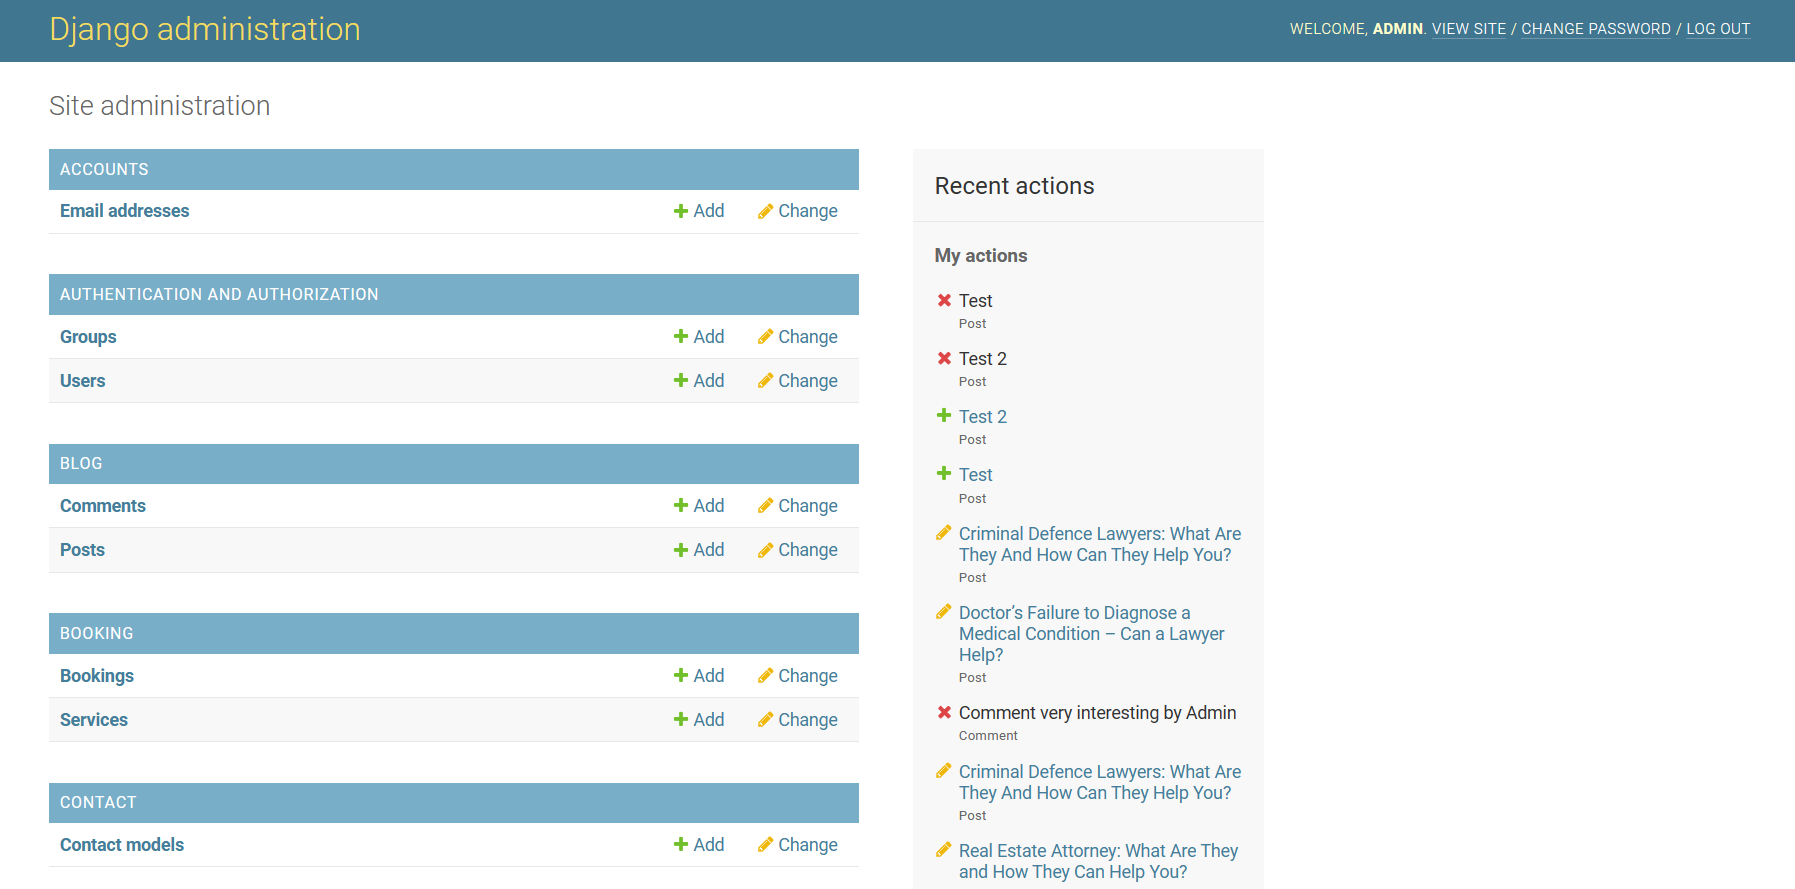 Django administration
WELCOME, ADMIN. VIEW SITE / CHANGE PASSWORD / LOG OUT
Site administration
ACCOUNTS
Email addresses Add Change
AUTHENTICATION AND AUTHORIZATION
Groups Add Change
Users Add Change
BLOG
Comments Add Change
Posts Add Change
BOOKING
Bookings Add Change
Services Add Change
CONTACT
Contact models Add Change
Recent actions
My actions
Test
Post
Test 2
Post
Test 2
Post
Test
Post
Criminal Defence Lawyers: What Are
They And How Can They Help You?
Post
Doctor’s Failure to Diagnose a
Medical Condition – Can a Lawyer
Help?
Post
Comment very interesting by Admin
Comment
Criminal Defence Lawyers: What Are
They And How Can They Help You?
Post
Real Estate Attorney: What Are They
and How They Can Help You?